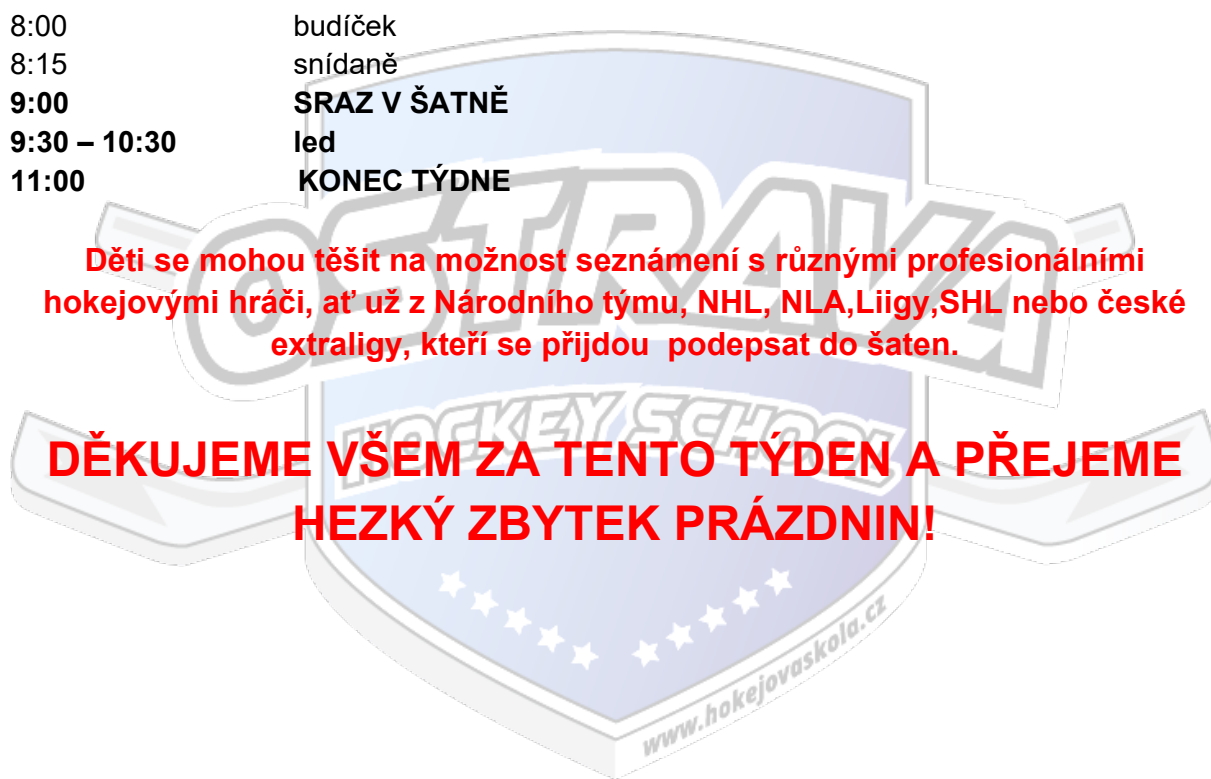 8:00 budíček
8:15 snídaně
9:00 SRAZ V ŠATNĚ
9:30 – 10:30 led
11:00 KONEC TÝDNE
Děti se mohou těšit na možnost seznámení s různými profesionálními
hokejovými hráči, ať už z Národního týmu, NHL, NLA,Liigy,SHL nebo české
extraligy, kteří se přijdou podepsat do šaten.
OSTRAVA
HOCKEY SCHOOL
DĚKUJEME VŠEM ZA TENTO TÝDEN A PŘEJEME
HEZKÝ ZBYTEK PRÁZDNIN!
www.hokejovaskola.cz